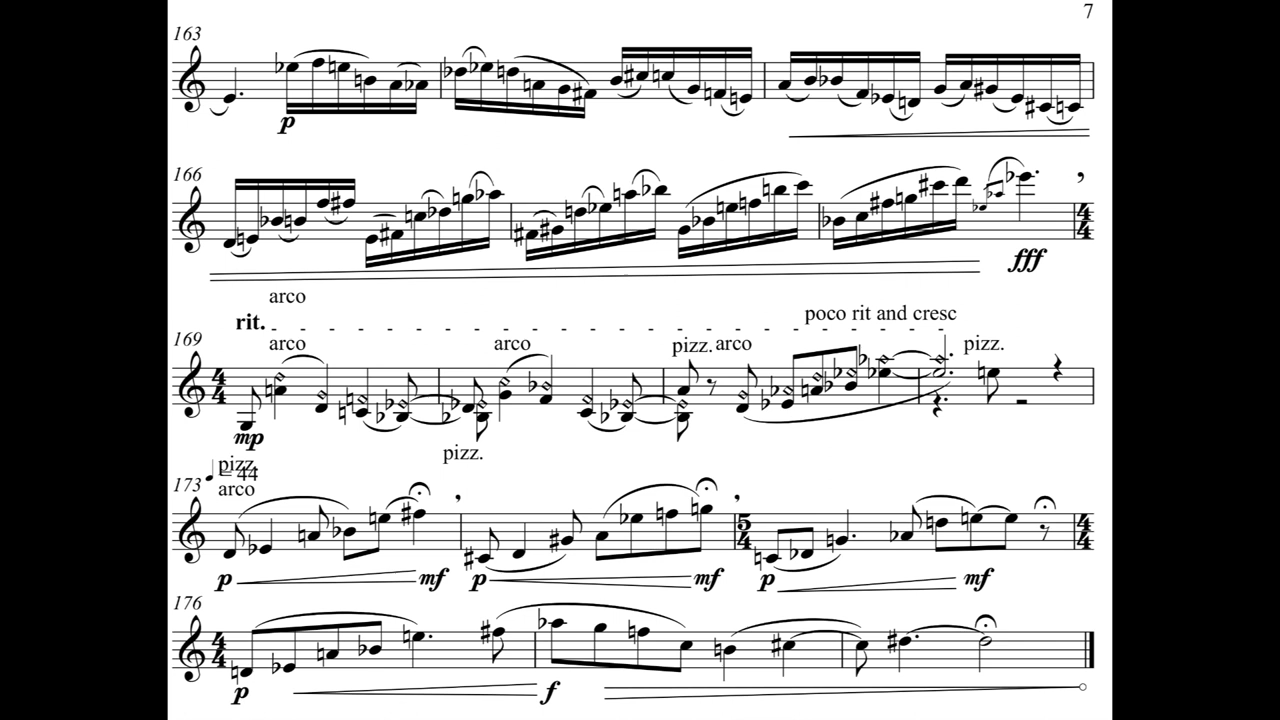 7
163
p
166
fff
arco
rit.
poco rit and cresc
169
arco
arco
pizz.
arco
pizz.
mp
pizz.
pizz.
= 44
173
arco
p
mf
p
mf
p
mf
176
p
f